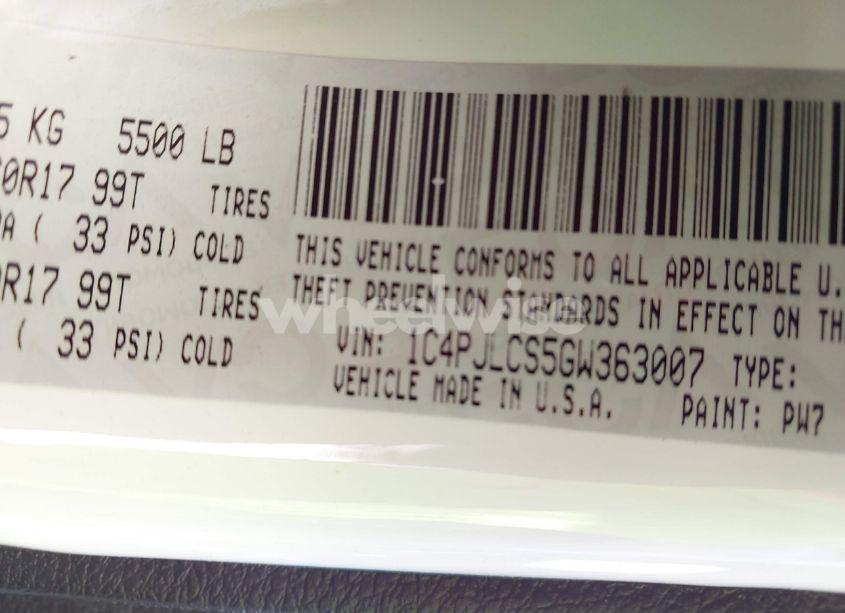 5 KG 5500 LB
0R17 99T TIRES
A ( 33 PSI) COLD
0R17 99T TIRES
( 33 PSI) COLD
THIS VEHICLE CONFORMS TO ALL APPLICABLE U.
THEFT PREVENTION STANDARDS IN EFFECT ON TH
VIN: 1C4PJLCS5GW363007 TYPE:
VEHICLE MADE IN U.S.A. PAINT: PW7
wheelwise